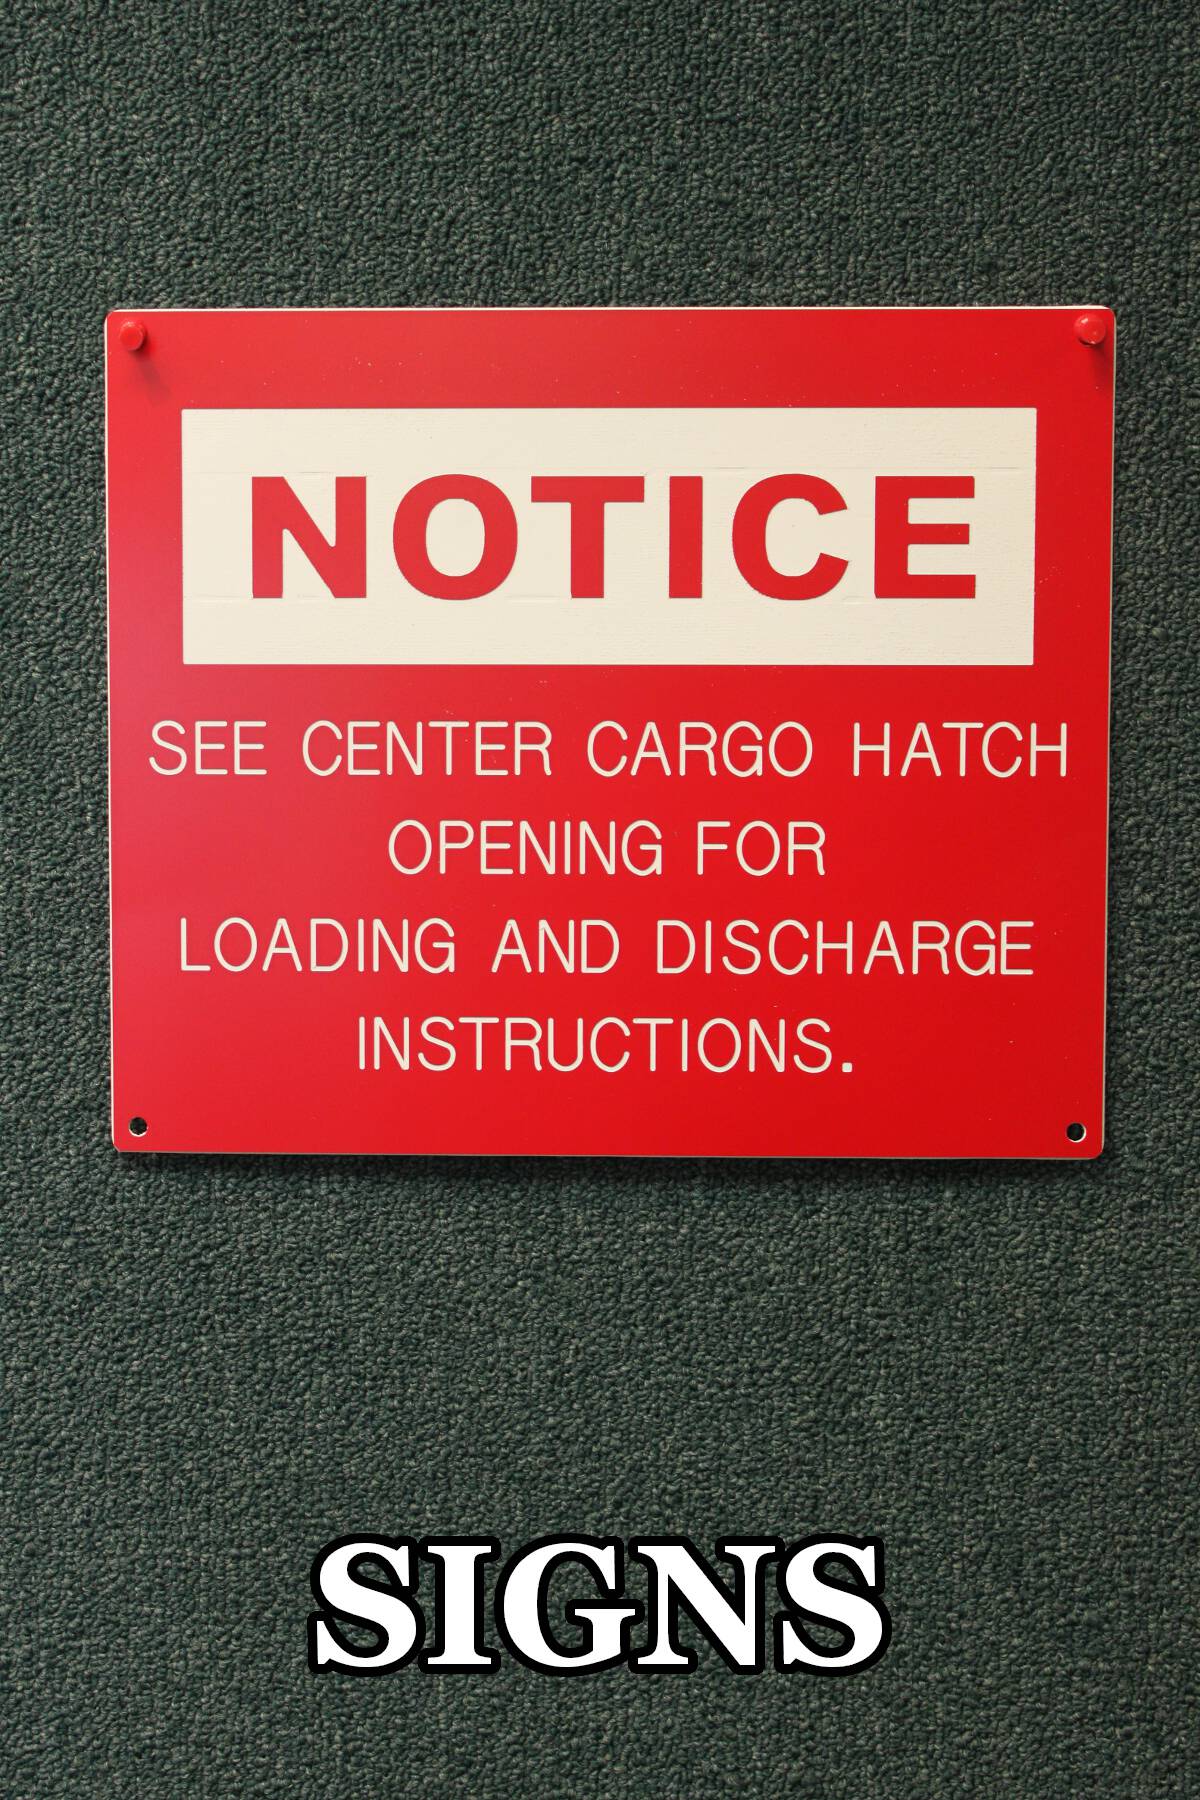 NOTICE
SEE CENTER CARGO HATCH
OPENING FOR
LOADING AND DISCHARGE
INSTRUCTIONS.
SIGNS